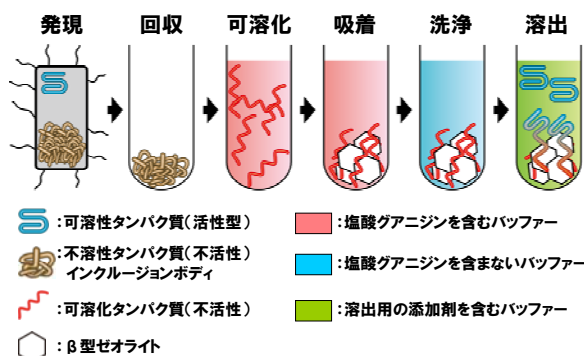 発現 回収 可溶化 吸着 洗浄 溶出
:可溶性タンパク質(活性型)
:不溶性タンパク質(不活性)
インクルージョンボディ
:可溶化タンパク質(不活性)
:β型ゼオライト
:塩酸グアニジンを含むバッファー
:塩酸グアニジンを含まないバッファー
:溶出用の添加剤を含むバッファー